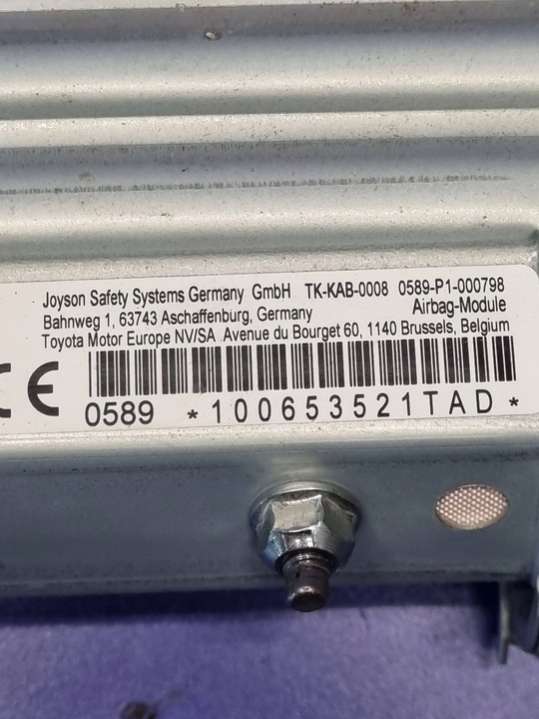 Joyson Safety Systems Germany GmbH TK-KAB-0008 0589-P1-000798
Bahnweg 1, 63743 Aschaffenburg, Germany Airbag-Module
Toyota Motor Europe NV/SA Avenue du Bourget 60, 1140 Brussels, Belgium
CE
0589 *100653521TAD*